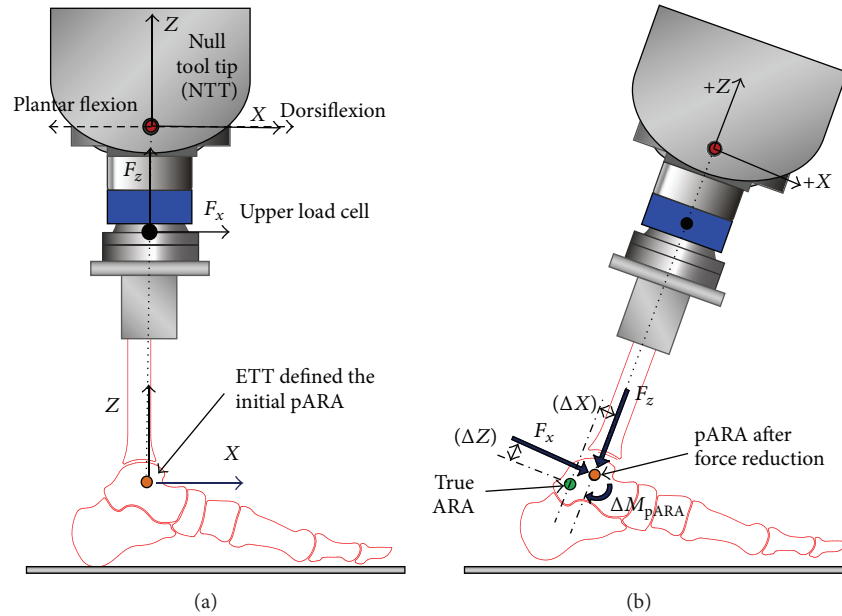 Z
Null
tool tip
(NTT)
Plantar flexion
X
Dorsiflexion
F_z
F_x
Upper load cell
ETT defined the
initial pARA
Z
X
(a)
+Z
+X
(ΔX)
F_z
(ΔZ)
F_x
pARA after
force reduction
True
ARA
ΔM_pARA
(b)